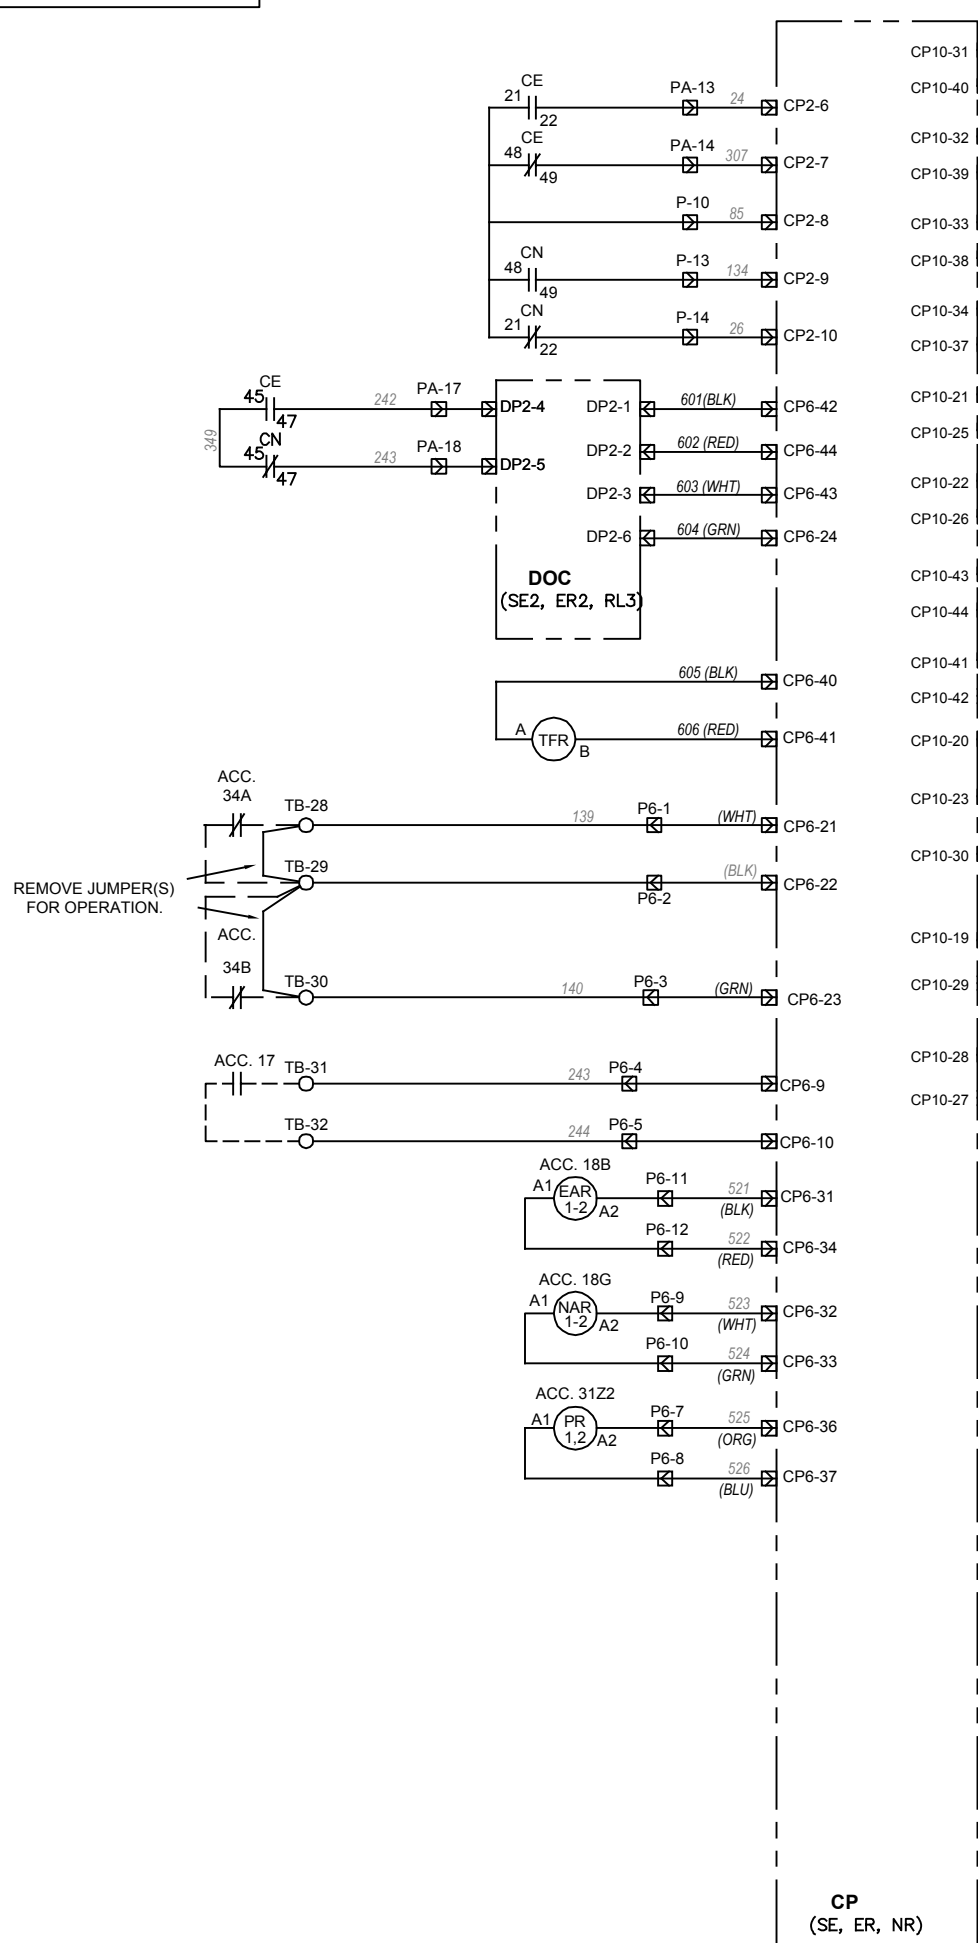 CP10-31
CE
PA-13
CP10-40
21
22
24
CP2-6
CE
PA-14
CP10-32
48
49
307
CP2-7
CP10-39
P-10
85
CP2-8
CP10-33
CN
P-13
CP10-38
48
49
134
CP2-9
CN
P-14
CP10-34
21
22
26
CP2-10
CP10-37
CE
PA-17
45
47
242
DP2-4
DP2-1
601(BLK)
CP6-42
CP10-21
349
CN
PA-18
CP10-25
45
47
243
DP2-5
DP2-2
602 (RED)
CP6-44
DP2-3
603 (WHT)
CP6-43
CP10-22
CP10-26
DP2-6
604 (GRN)
CP6-24
DOC
(SE2, ER2, RL3)
CP10-43
CP10-44
605 (BLK)
CP6-40
CP10-41
CP10-42
A
TFR
B
606 (RED)
CP6-41
CP10-20
ACC.
34A
TB-28
139
P6-1
(WHT)
CP6-21
CP10-23
REMOVE JUMPER(S)
FOR OPERATION.
TB-29
P6-2
(BLK)
CP6-22
CP10-30
ACC.
34B
TB-30
140
P6-3
(GRN)
CP6-23
CP10-19
CP10-29
ACC. 17
TB-31
243
P6-4
CP6-9
CP10-28
CP10-27
TB-32
244
P6-5
CP6-10
ACC. 18B
A1
EAR
1-2
A2
P6-11
521
(BLK)
CP6-31
P6-12
522
(RED)
CP6-34
ACC. 18G
A1
NAR
1-2
A2
P6-9
523
(WHT)
CP6-32
P6-10
524
(GRN)
CP6-33
ACC. 31Z2
A1
PR
1,2
A2
P6-7
525
(ORG)
CP6-36
P6-8
526
(BLU)
CP6-37
CP
(SE, ER, NR)